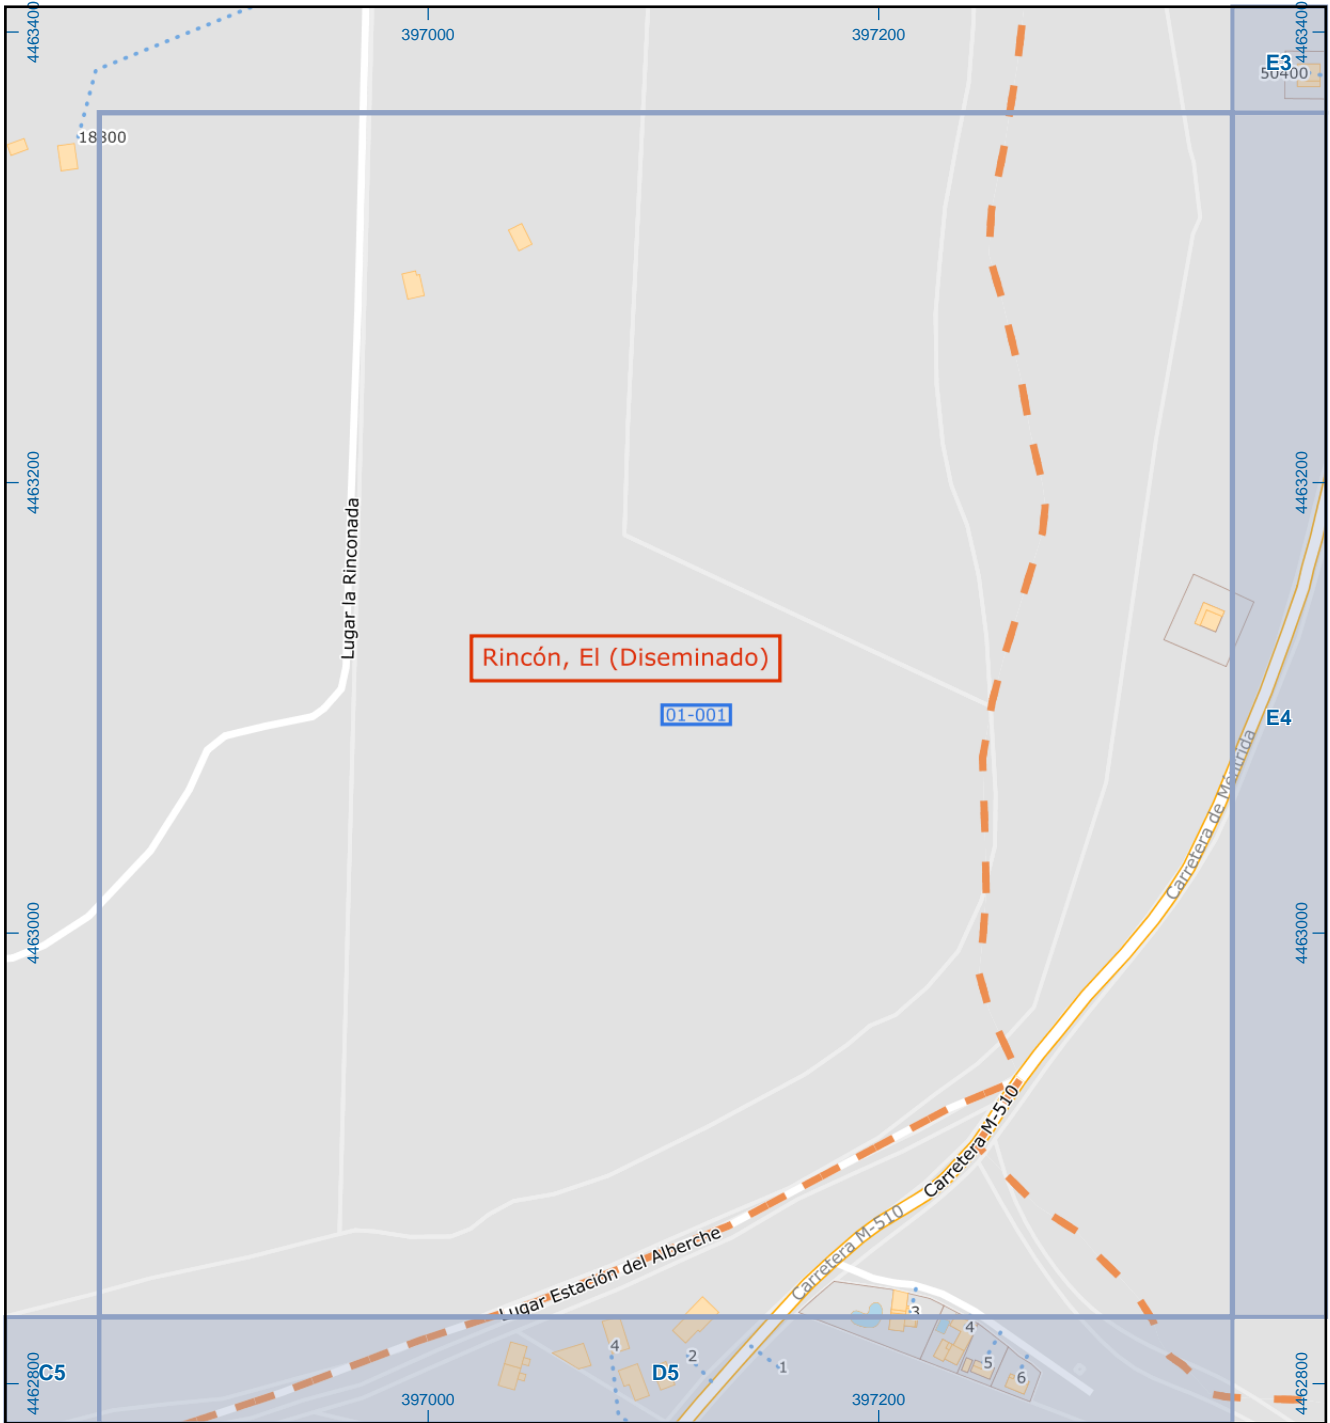 4463400
397000
397200
4463400
E3
50400
18300
4463200
4463200
Lugar la Rinconada
Rincón, El (Diseminado)
01-001
E4
Carretera de Méntrida
4463000
4463000
Carretera M-510
Carretera M-510
Lugar Estación del Alberche
3
4
4
2
1
5
6
C5
D5
4462800
397000
397200
4462800